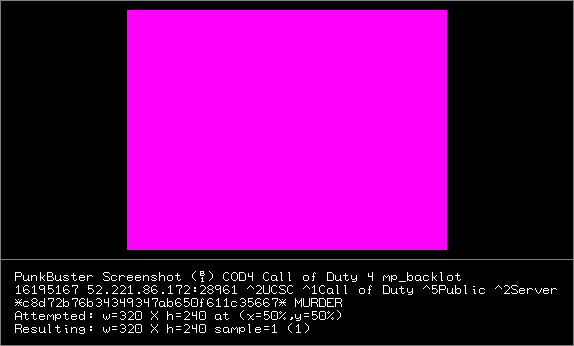 PunkBuster Screenshot (BI) COD4 Call of Duty 4 mp_backlot
16195167 52.221.86.172:28961 ^2UCSC ^1Call of Duty ^5Public ^2Server
*c8d72b76b34349347ab650f611c35667* MURDER
Attempted: w=320 X h=240 at (x=50%,y=50%)
Resulting: w=320 X h=240 sample=1 (1)